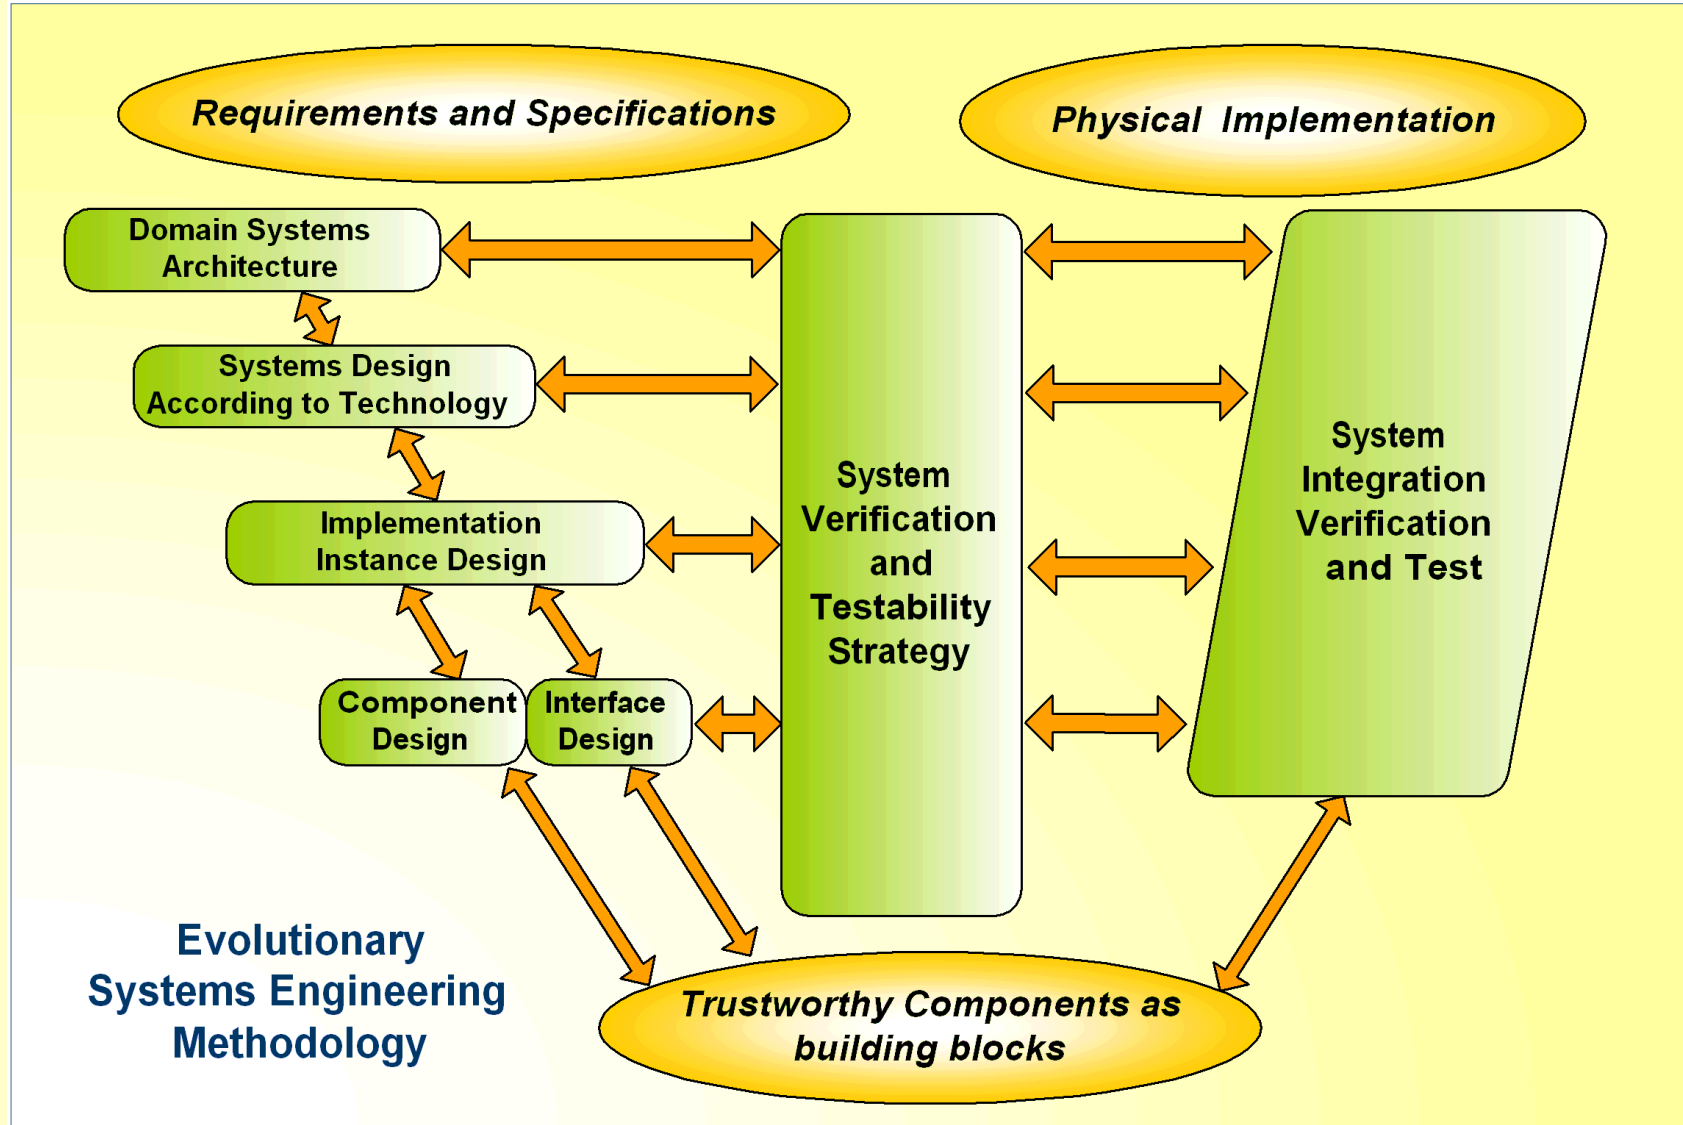 Requirements and Specifications
Physical Implementation
Domain Systems
Architecture
Systems Design
According to Technology
Implementation
Instance Design
Component
Design
Interface
Design
System
Verification
and
Testability
Strategy
System
Integration
Verification
and Test
Evolutionary
Systems Engineering
Methodology
Trustworthy Components as
building blocks